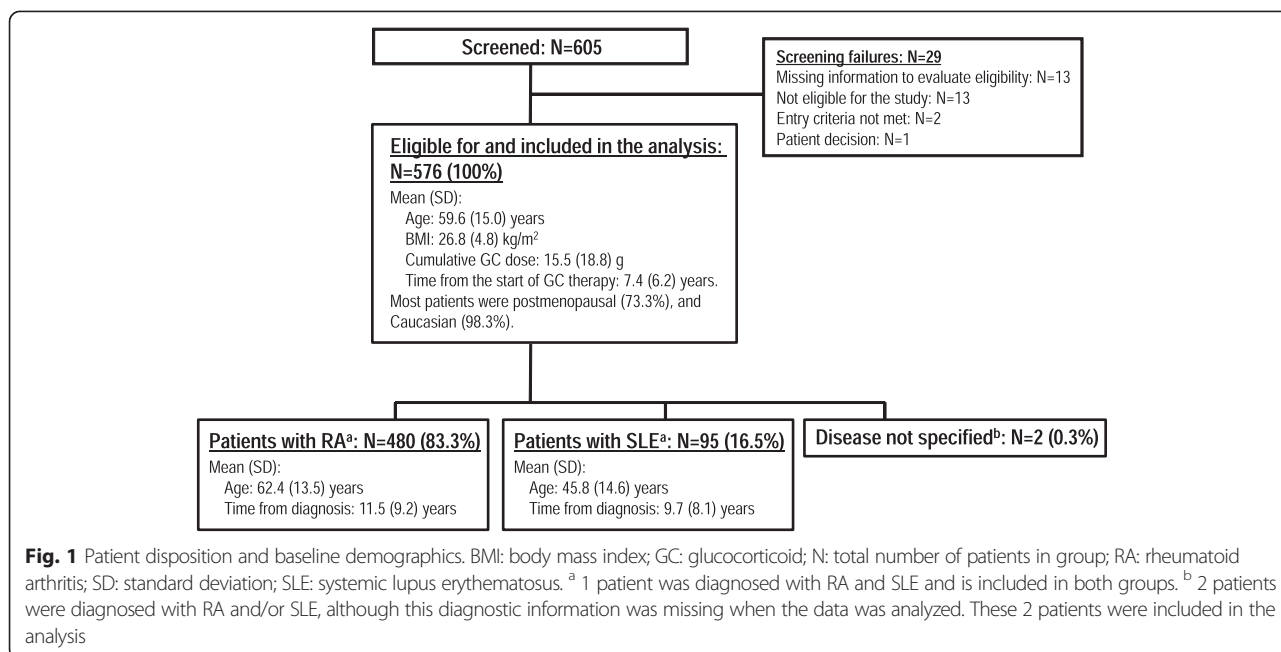 Screened: N=605
Screening failures: N=29
Missing information to evaluate eligibility: N=13
Not eligible for the study: N=13
Entry criteria not met: N=2
Patient decision: N=1
Eligible for and included in the analysis:
N=576 (100%)
Mean (SD):
Age: 59.6 (15.0) years
BMI: 26.8 (4.8) kg/m²
Cumulative GC dose: 15.5 (18.8) g
Time from the start of GC therapy: 7.4 (6.2) years.
Most patients were postmenopausal (73.3%), and
Caucasian (98.3%).
Patients with RAᵃ: N=480 (83.3%)
Mean (SD):
Age: 62.4 (13.5) years
Time from diagnosis: 11.5 (9.2) years
Patients with SLEᵃ: N=95 (16.5%)
Mean (SD):
Age: 45.8 (14.6) years
Time from diagnosis: 9.7 (8.1) years
Disease not specifiedᵇ: N=2 (0.3%)
Fig. 1 Patient disposition and baseline demographics. BMI: body mass index; GC: glucocorticoid; N: total number of patients in group; RA: rheumatoid
arthritis; SD: standard deviation; SLE: systemic lupus erythematosus. ᵃ 1 patient was diagnosed with RA and SLE and is included in both groups. ᵇ 2 patients
were diagnosed with RA and/or SLE, although this diagnostic information was missing when the data was analyzed. These 2 patients were included in the
analysis